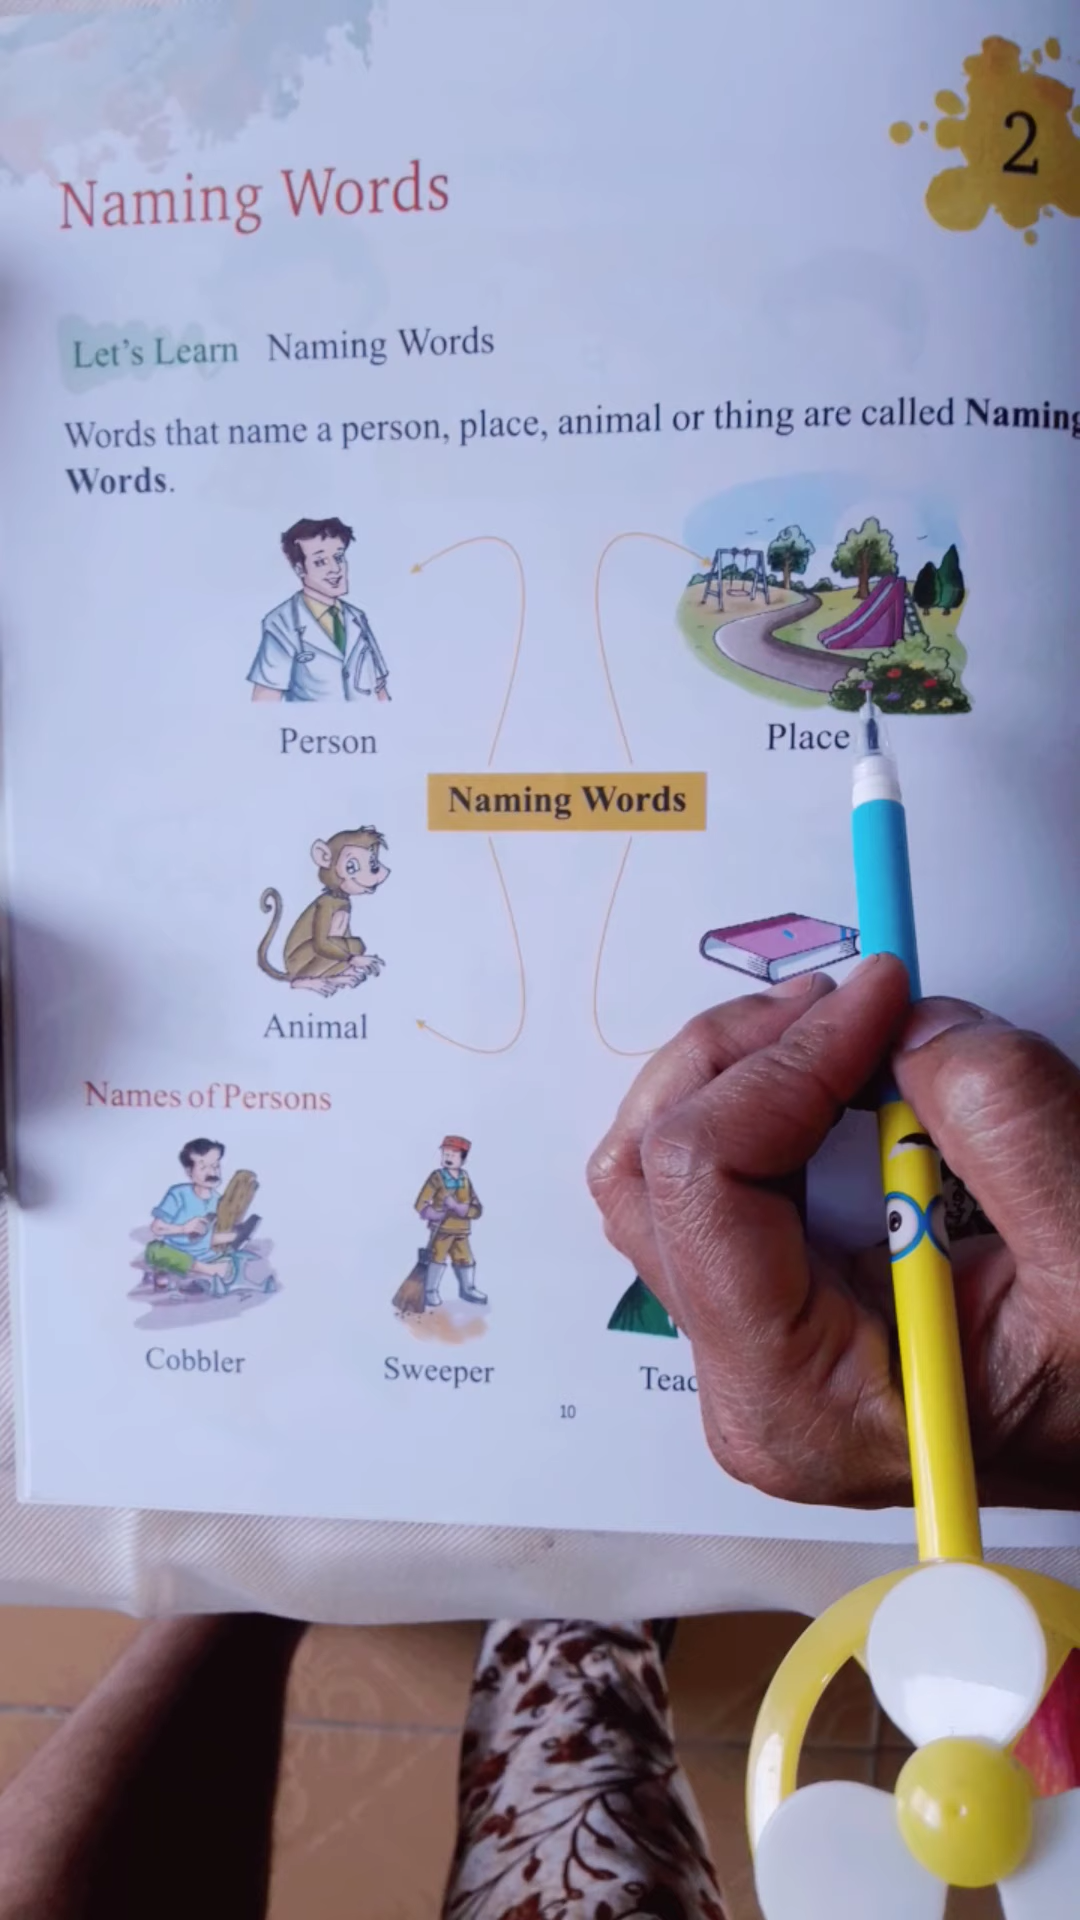 2
Naming Words
Let's Learn Naming Words
Words that name a person, place, animal or thing are called Naming
Words.
Person
Place
Naming Words
Animal
Names of Persons
Cobbler
Sweeper
10